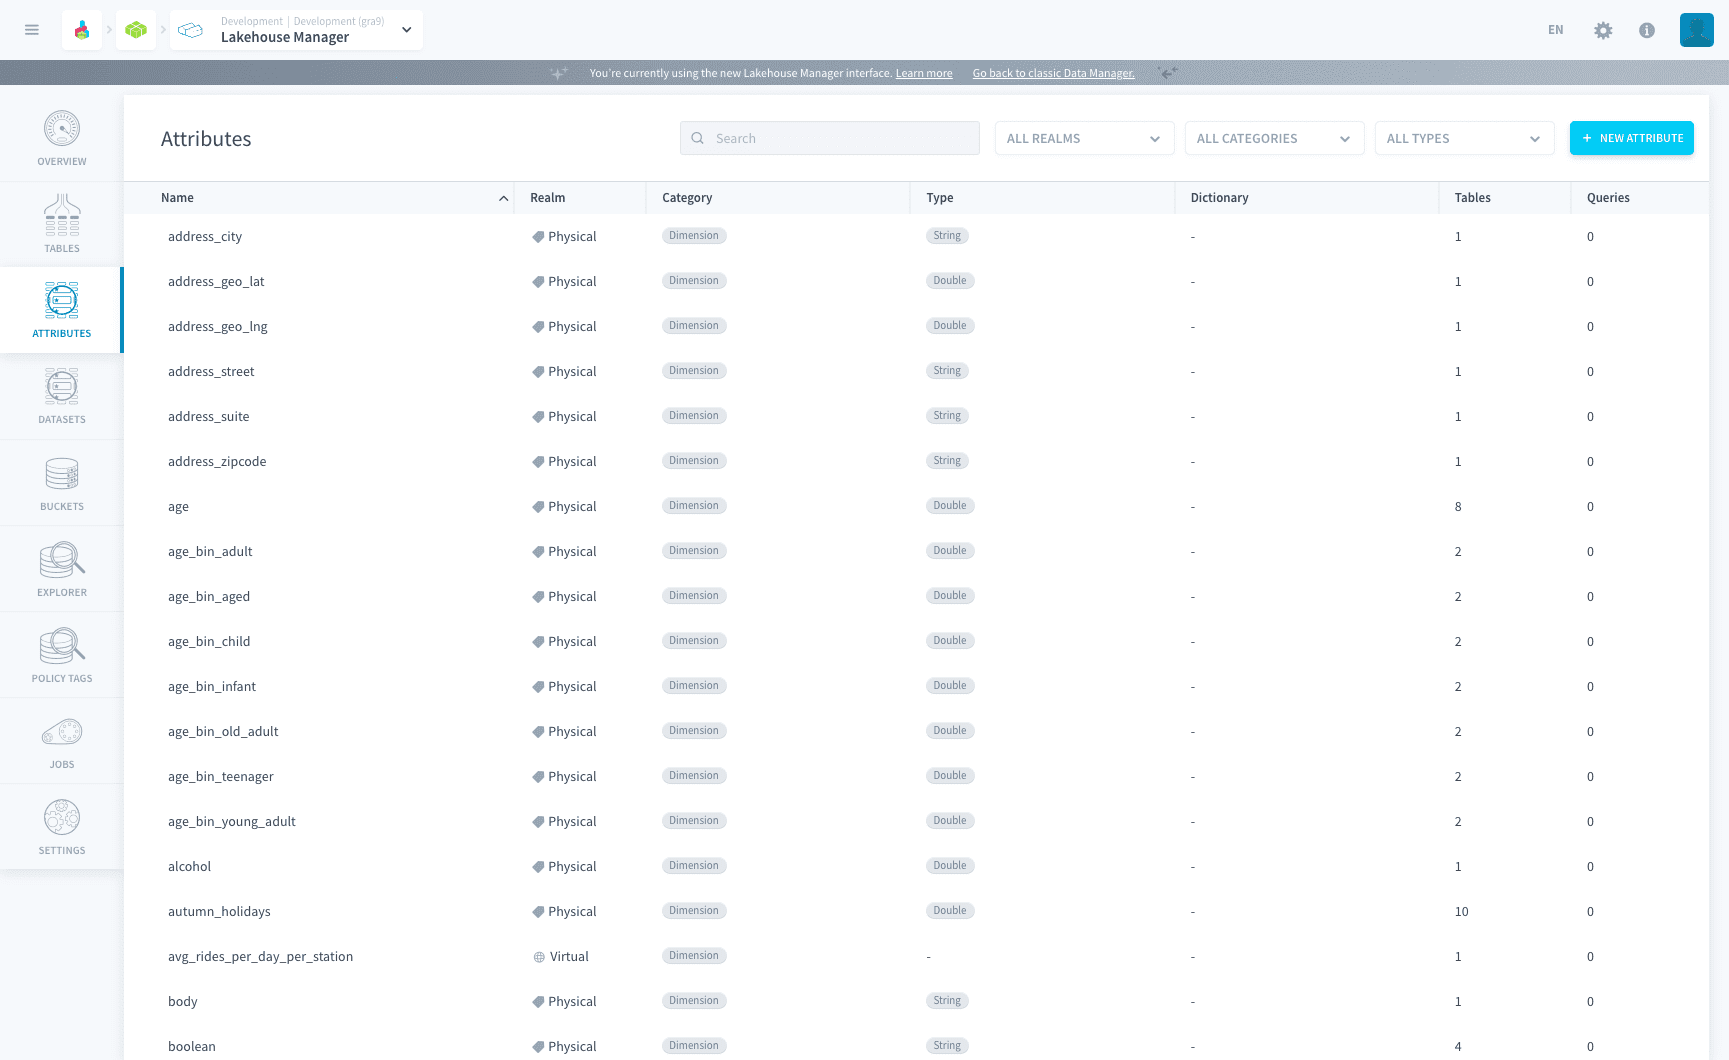 Development | Development (gra9)
Lakehouse Manager
EN
You're currently using the new Lakehouse Manager interface. Learn more Go back to classic Data Manager.
OVERVIEW
TABLES
ATTRIBUTES
DATASETS
BUCKETS
EXPLORER
POLICY TAGS
JOBS
SETTINGS
Attributes
Search
ALL REALMS
ALL CATEGORIES
ALL TYPES
+ NEW ATTRIBUTE
Name Realm Category Type Dictionary Tables Queries
address_city Physical Dimension String - 1 0
address_geo_lat Physical Dimension Double - 1 0
address_geo_lng Physical Dimension Double - 1 0
address_street Physical Dimension String - 1 0
address_suite Physical Dimension String - 1 0
address_zipcode Physical Dimension String - 1 0
age Physical Dimension Double - 8 0
age_bin_adult Physical Dimension Double - 2 0
age_bin_aged Physical Dimension Double - 2 0
age_bin_child Physical Dimension Double - 2 0
age_bin_infant Physical Dimension Double - 2 0
age_bin_old_adult Physical Dimension Double - 2 0
age_bin_teenager Physical Dimension Double - 2 0
age_bin_young_adult Physical Dimension Double - 2 0
alcohol Physical Dimension Double - 1 0
autumn_holidays Physical Dimension Double - 10 0
avg_rides_per_day_per_station Virtual Dimension - - 1 0
body Physical Dimension String - 1 0
boolean Physical Dimension String - 4 0